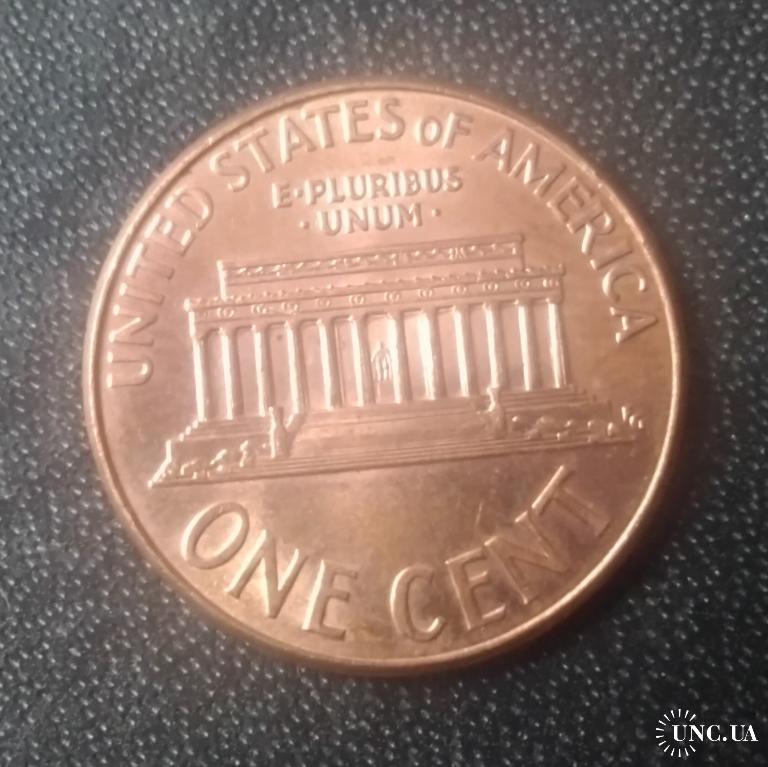 UNITED STATES OF AMERICA
E·PLURIBUS
·UNUM·
ONE CENT
UNC.UA